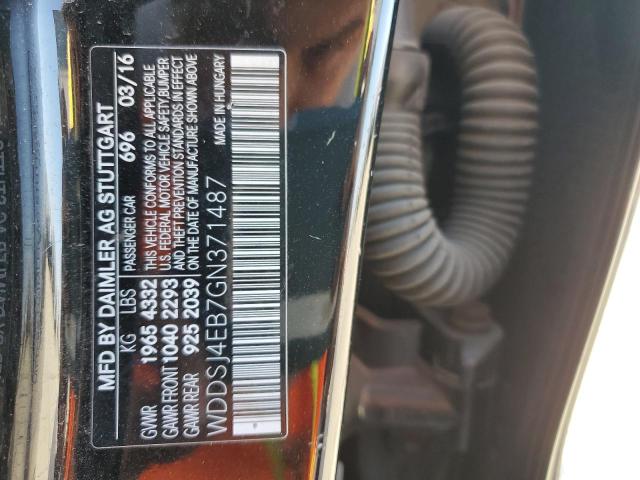 MFD BY DAIMLER AG STUTTGART
KG LBS PASSENGER CAR 696 03/16
GVWR 1965 4332 THIS VEHICLE CONFORMS TO ALL APPLICABLE
GAWR FRONT 1040 2293 U.S. FEDERAL MOTOR VEHICLE SAFETY, BUMPER
GAWR REAR 925 2039 & THEFT PREVENTION STANDARDS IN EFFECT
ON THE DATE OF MANUFACTURE SHOWN ABOVE
WDDSJ4EB7GN371487 MADE IN HUNGARY